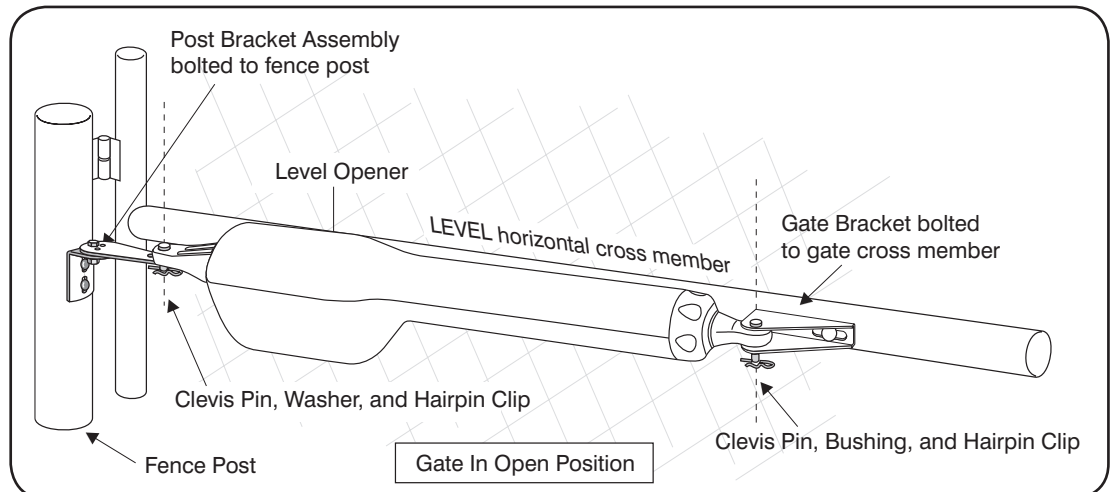 Post Bracket Assembly
bolted to fence post
Level Opener
LEVEL horizontal cross member
Gate Bracket bolted
to gate cross member
Clevis Pin, Washer, and Hairpin Clip
Clevis Pin, Bushing, and Hairpin Clip
Fence Post
Gate In Open Position